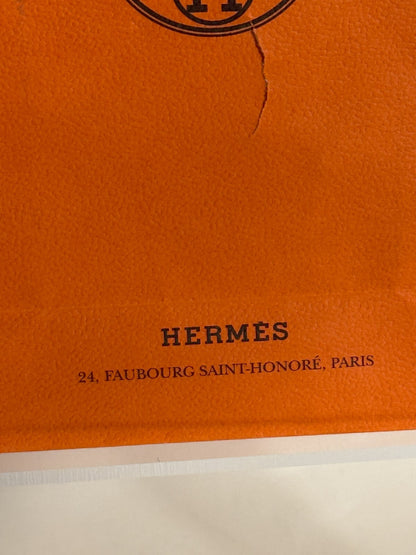 H
HERMÈS
24, FAUBOURG SAINT-HONORÉ, PARIS